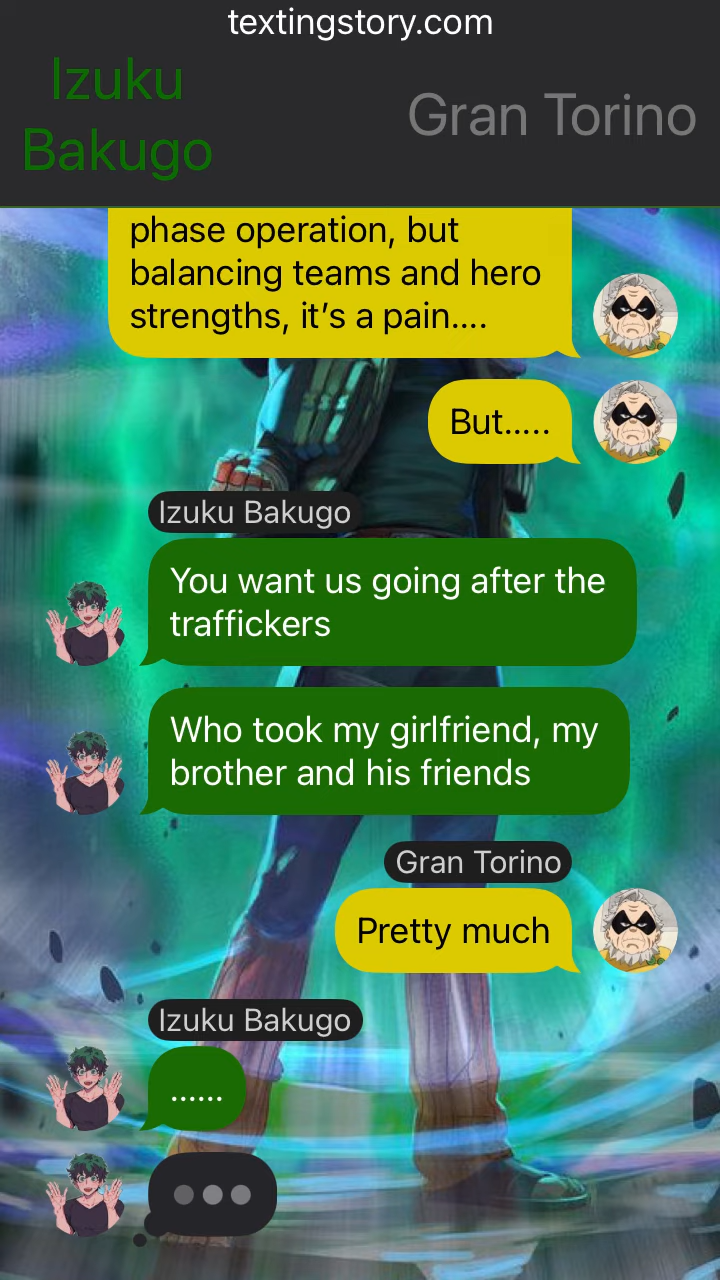 textingstory.com
Izuku
Bakugo
Gran Torino
phase operation, but
balancing teams and hero
strengths, it’s a pain....
But.....
Izuku Bakugo
You want us going after the
traffickers
Who took my girlfriend, my
brother and his friends
Gran Torino
Pretty much
Izuku Bakugo
......